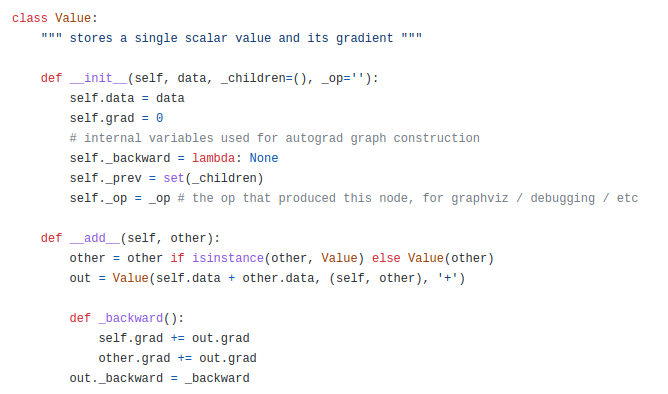 class Value:
    """ stores a single scalar value and its gradient """

    def __init__(self, data, _children=(), _op=''):
        self.data = data
        self.grad = 0
        # internal variables used for autograd graph construction
        self._backward = lambda: None
        self._prev = set(_children)
        self._op = _op # the op that produced this node, for graphviz / debugging / etc

    def __add__(self, other):
        other = other if isinstance(other, Value) else Value(other)
        out = Value(self.data + other.data, (self, other), '+')

        def _backward():
            self.grad += out.grad
            other.grad += out.grad
        out._backward = _backward